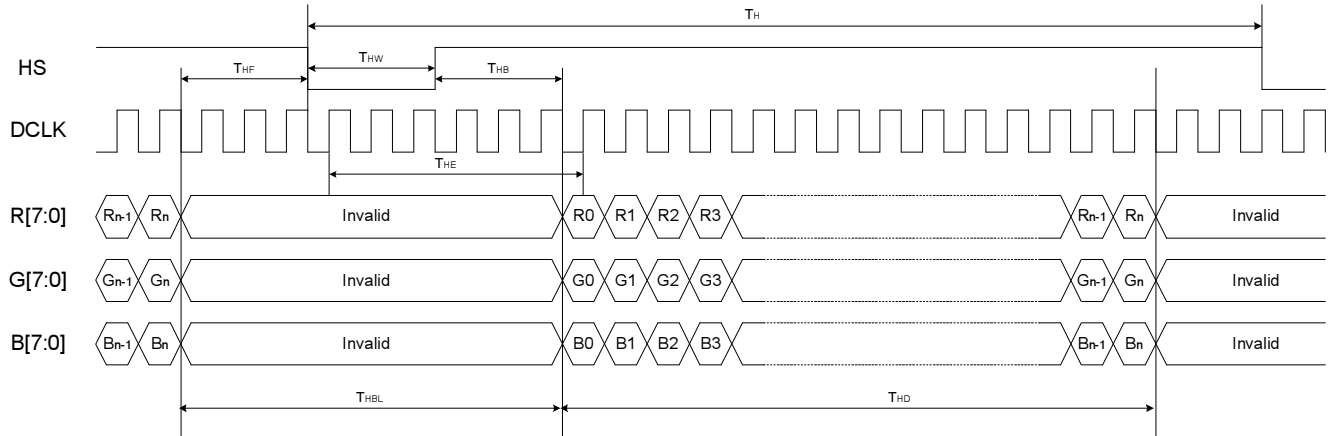 TH
HS
THF
THW
THB
DCLK
THE
R[7:0]
Rn-1 Rn Invalid R0 R1 R2 R3 Rn-1 Rn Invalid
G[7:0]
Gn-1 Gn Invalid G0 G1 G2 G3 Gn-1 Gn Invalid
B[7:0]
Bn-1 Bn Invalid B0 B1 B2 B3 Bn-1 Bn Invalid
THBL
THD